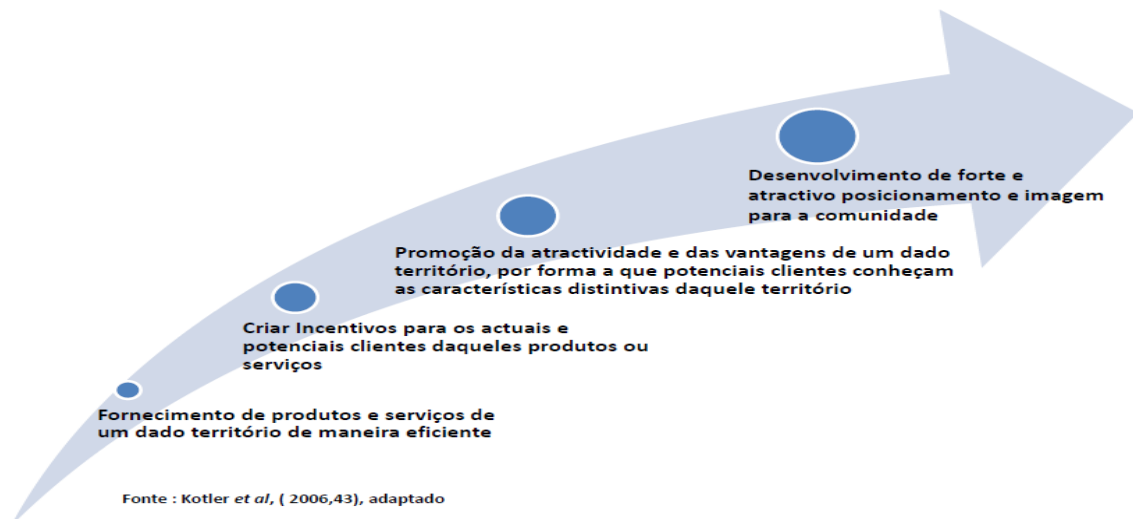 Desenvolvimento de forte e
atractivo posicionamento e imagem
para a comunidade
Promoção da atractividade e das vantagens de um dado
território, por forma a que potenciais clientes conheçam
as características distintivas daquele território
Criar Incentivos para os actuais e
potenciais clientes daqueles produtos ou
serviços
Fornecimento de produtos e serviços de
um dado território de maneira eficiente
Fonte : Kotler et al, ( 2006,43), adaptado